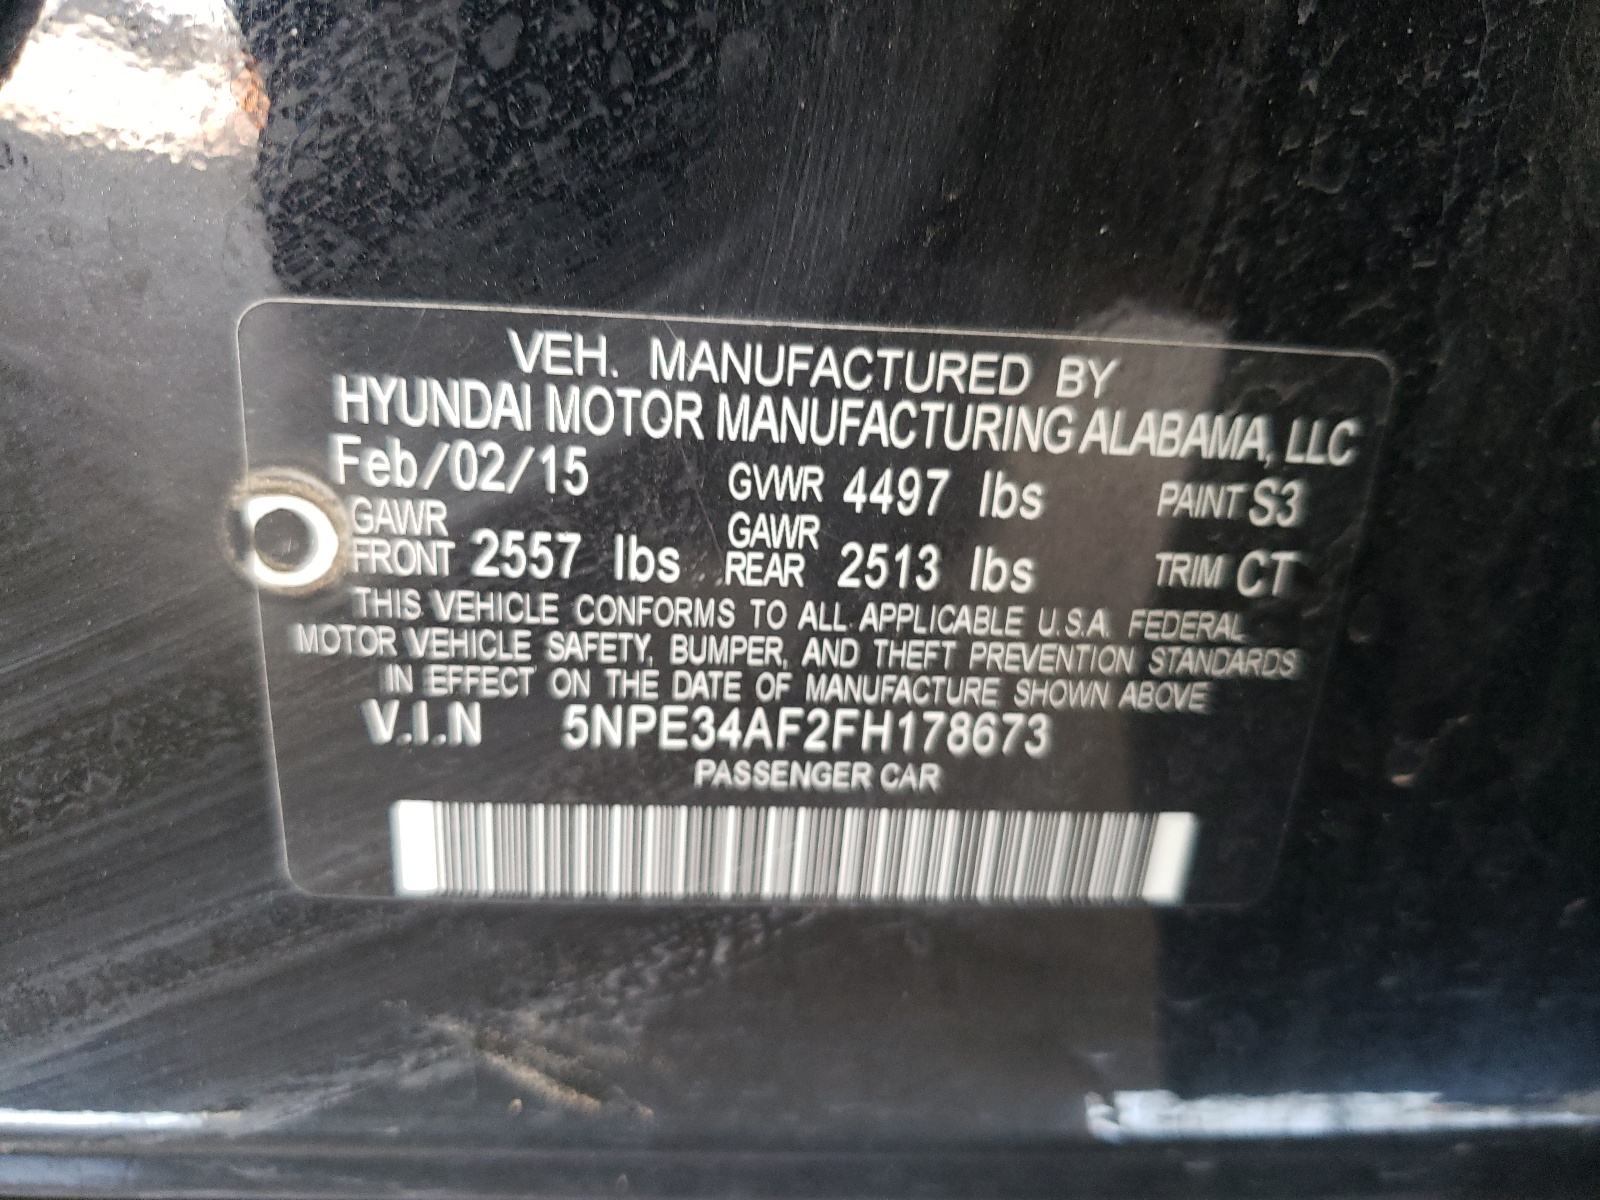 VEH. MANUFACTURED BY
HYUNDAI MOTOR MANUFACTURING ALABAMA, LLC
Feb/02/15 GVWR 4497 lbs PAINT S3
GAWR FRONT 2557 lbs GAWR REAR 2513 lbs TRIM CT
THIS VEHICLE CONFORMS TO ALL APPLICABLE U.S.A. FEDERAL
MOTOR VEHICLE SAFETY, BUMPER, AND THEFT PREVENTION STANDARDS
IN EFFECT ON THE DATE OF MANUFACTURE SHOWN ABOVE
V.I.N 5NPE34AF2FH178673
PASSENGER CAR